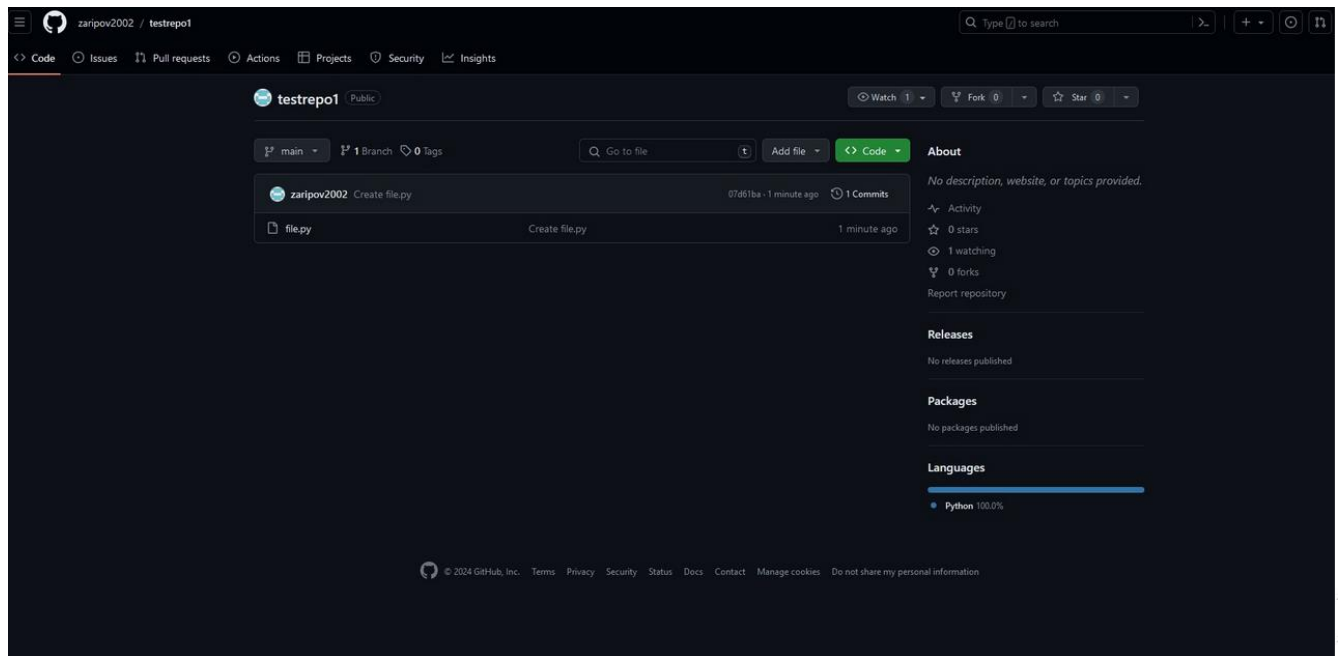 zaripov2002 / testrepo1
Type / to search
Code Issues Pull requests Actions Projects Security Insights
testrepo1 Public
Watch 1 Fork 0 Star 0
main 1 Branch 0 Tags Go to file t Add file Code
zaripov2002 Create file.py 07d61ba · 1 minute ago 1 Commits
file.py Create file.py 1 minute ago
About
No description, website, or topics provided.
Activity
0 stars
1 watching
0 forks
Report repository
Releases
No releases published
Packages
No packages published
Languages
Python 100.0%
© 2024 GitHub, Inc. Terms Privacy Security Status Docs Contact Manage cookies Do not share my personal information